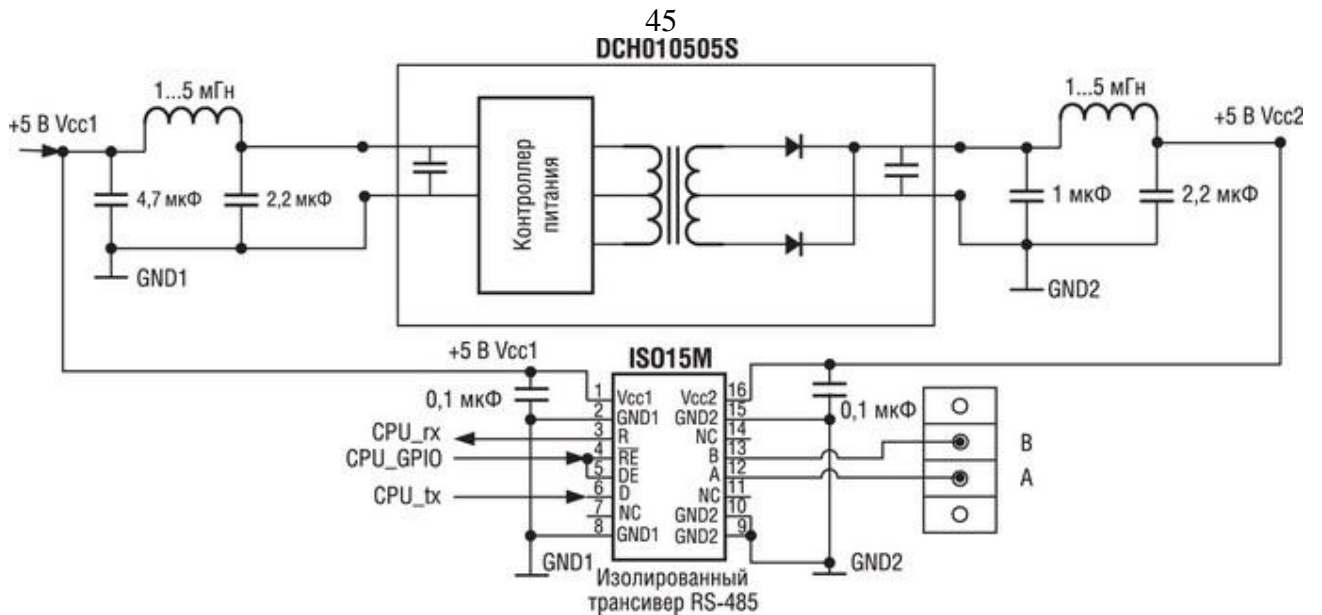 45
DCH010505S
1...5 мГн
1...5 мГн
+5 В Vcc1
+5 В Vcc2
Контроллер
питания
4,7 мкФ
2,2 мкФ
1 мкФ
2,2 мкФ
GND1
GND2
+5 В Vcc1
ISO15M
0,1 мкФ
0,1 мкФ
1 Vcc1 Vcc2 16
2 GND1 GND2 15
CPU_rx 3 R NC 14
CPU_GPIO 4 RE B 13 B
5 DE A 12 A
CPU_tx 6 D NC 11
7 NC GND2 10
8 GND1 GND2 9
GND1
GND2
Изолированный
трансивер RS-485